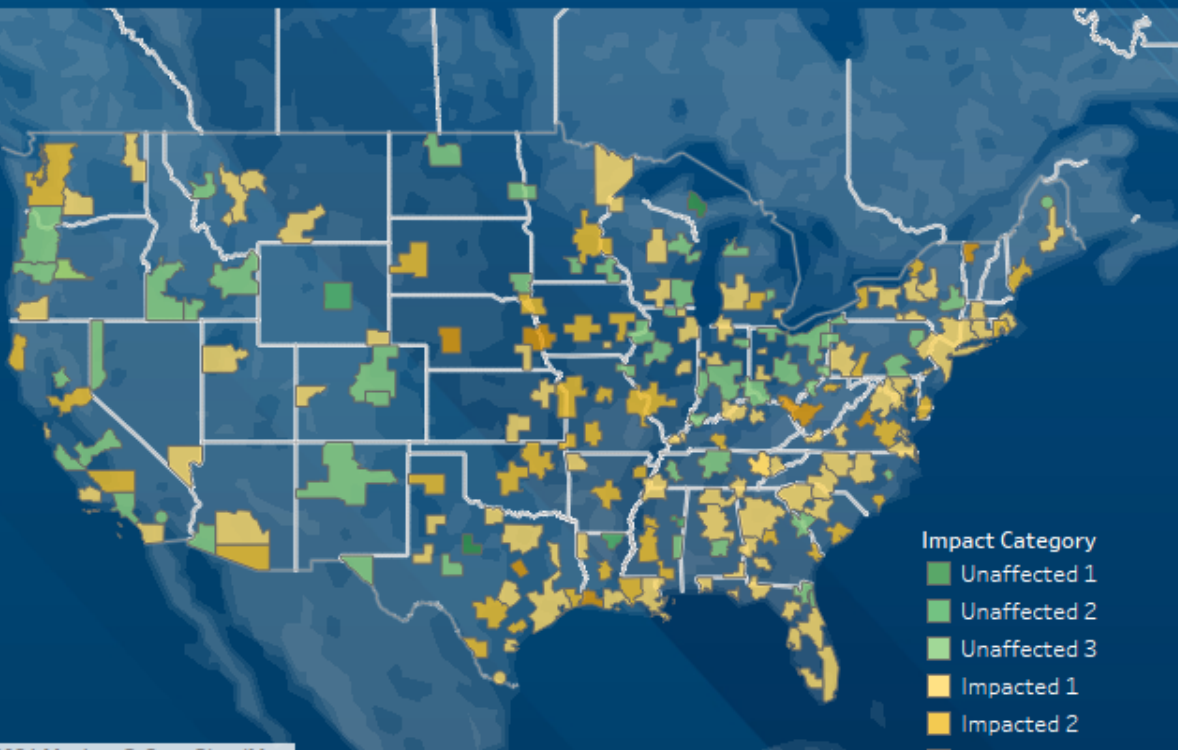 Impact Category
Unaffected 1
Unaffected 2
Unaffected 3
Impacted 1
Impacted 2